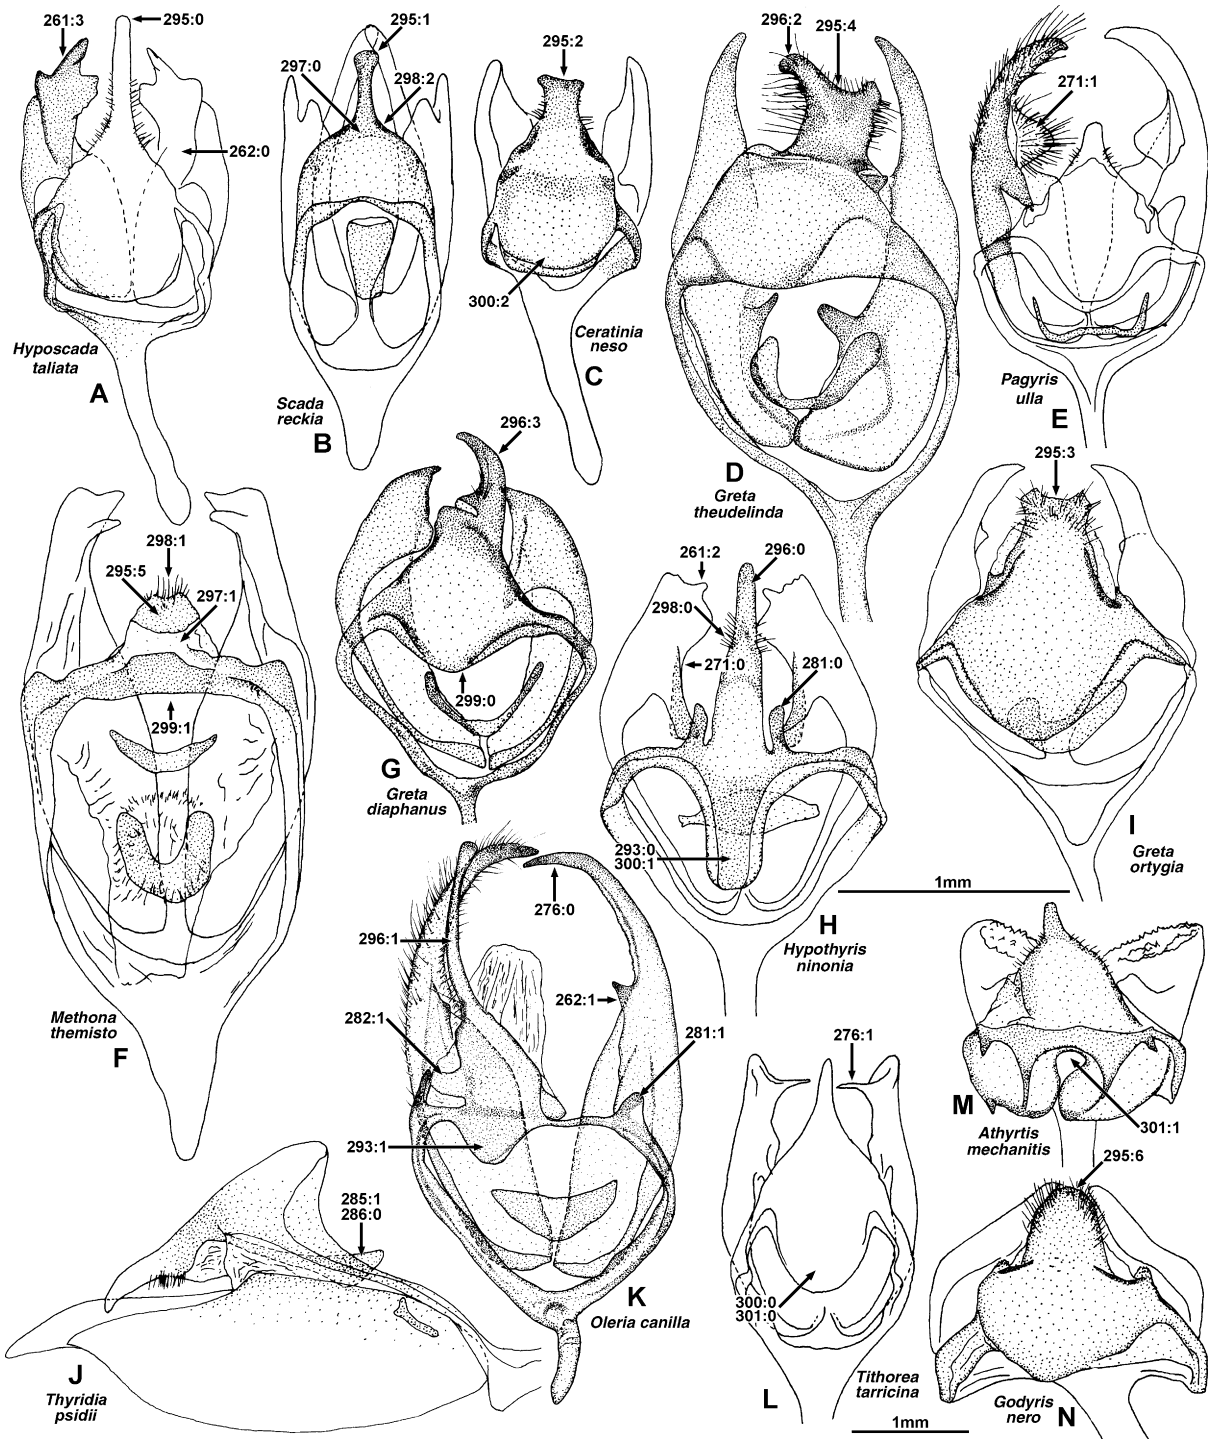 261:3
295:0
262:0
Hyposcada
taliata
A
295:1
297:0
298:2
Scada
reckia
B
295:2
300:2
Ceratinia
neso
C
296:2
295:4
D
Greta
theudelinda
271:1
Pagyris
ulla
E
298:1
295:5
297:1
299:1
Methona
themisto
F
296:3
299:0
G
Greta
diaphanus
261:2
296:0
298:0
271:0
281:0
293:0
300:1
1mm
H
Hypothyris
ninonia
295:3
I
Greta
ortygia
285:1
286:0
J
Thyridia
psidii
276:0
296:1
262:1
282:1
281:1
293:1
K
Oleria canilla
276:1
300:0
301:0
L
Tithorea
tarricina
1mm
M
Athyrtis
mechanitis
301:1
295:6
Godyris
nero
N